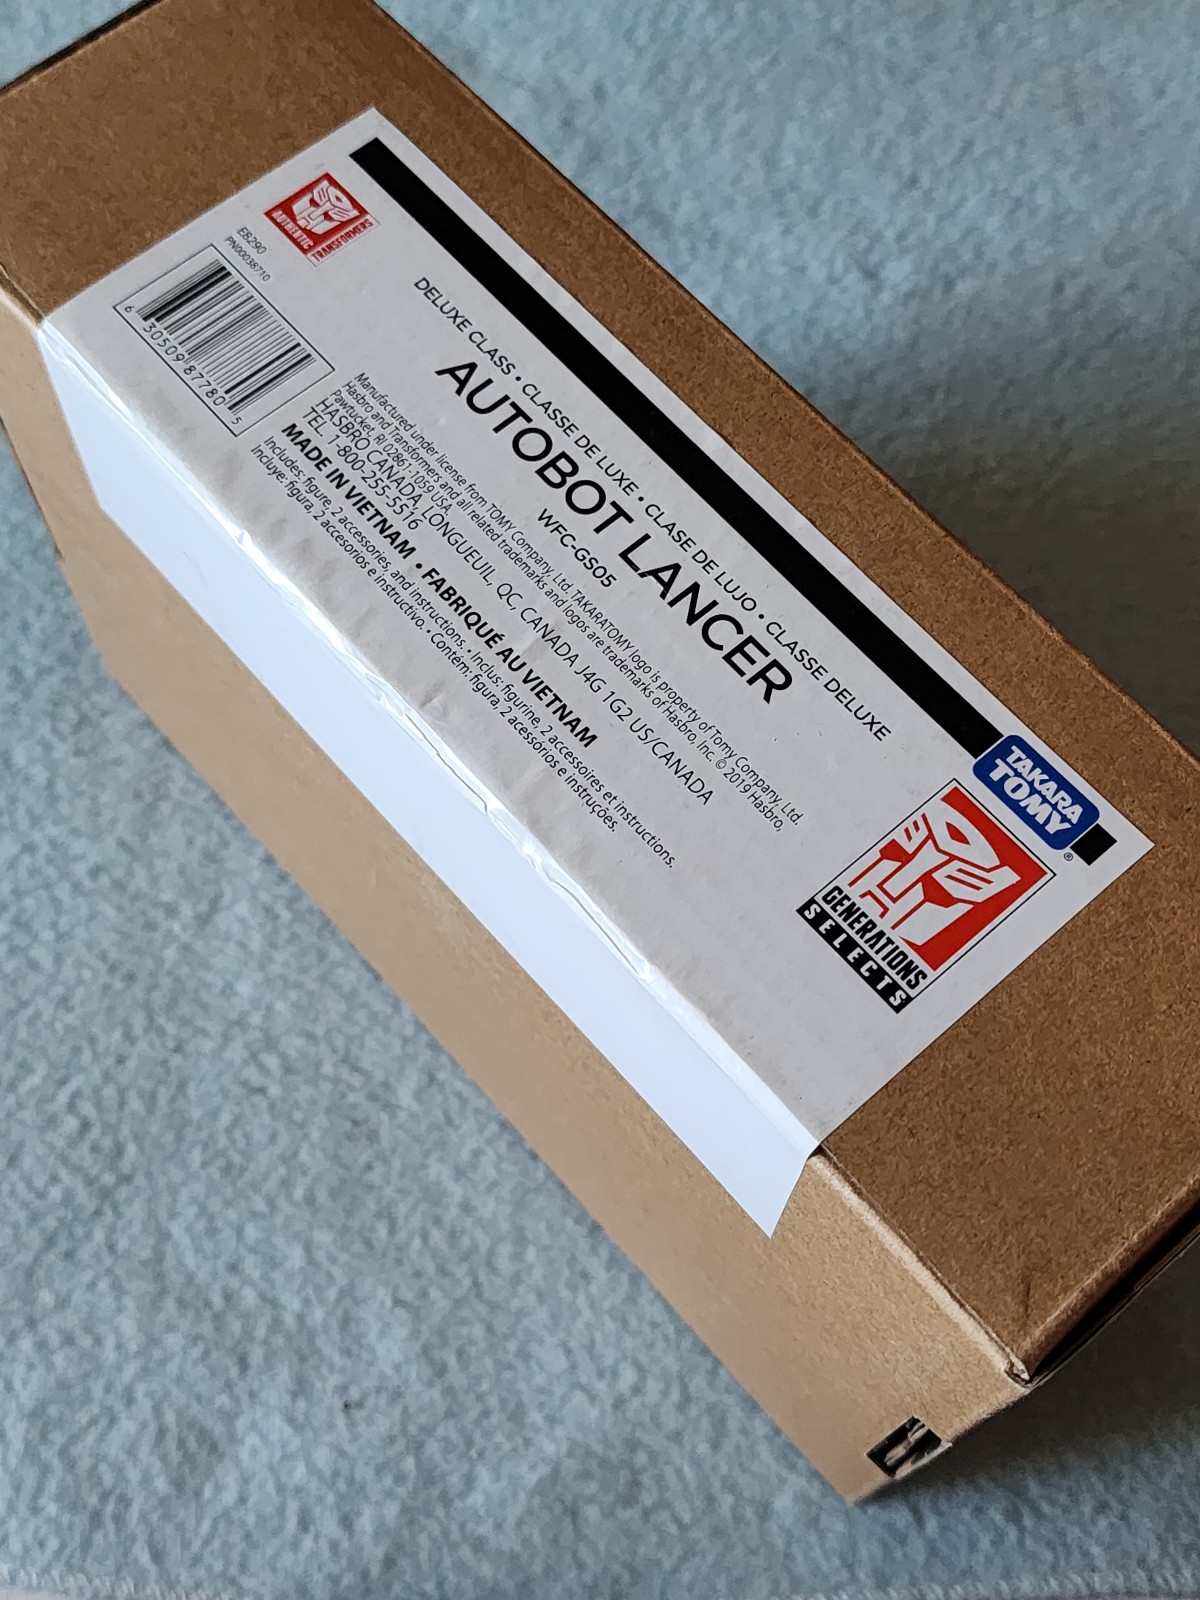 AUTHENTIC
TRANSFORMERS
E8290
PN00038710
6 30509 87780 5
DELUXE CLASS • CLASSE DE LUXE • CLASE DE LUJO • CLASSE DELUXE
AUTOBOT LANCER
WFC-GS05
Manufactured under license from TOMY Company, Ltd. TAKARATOMY logo is property of Tomy Company, Ltd.
Hasbro and Transformers and all related trademarks and logos are trademarks of Hasbro, Inc. © 2019 Hasbro,
Pawtucket, RI 02861-1059 USA.
HASBRO CANADA, LONGUEUIL, QC, CANADA J4G 1G2 US/CANADA
TEL. 1-800-255-5516
MADE IN VIETNAM • FABRIQUÉ AU VIETNAM
Includes: figure, 2 accessories, and instructions. • Inclus: figurine, 2 accessoires et instructions.
Incluye: figura, 2 accesorios e instructivo. • Contém: figura, 2 acessórios e instruções.
TAKARA
TOMY
®
GENERATIONS
SELECTS